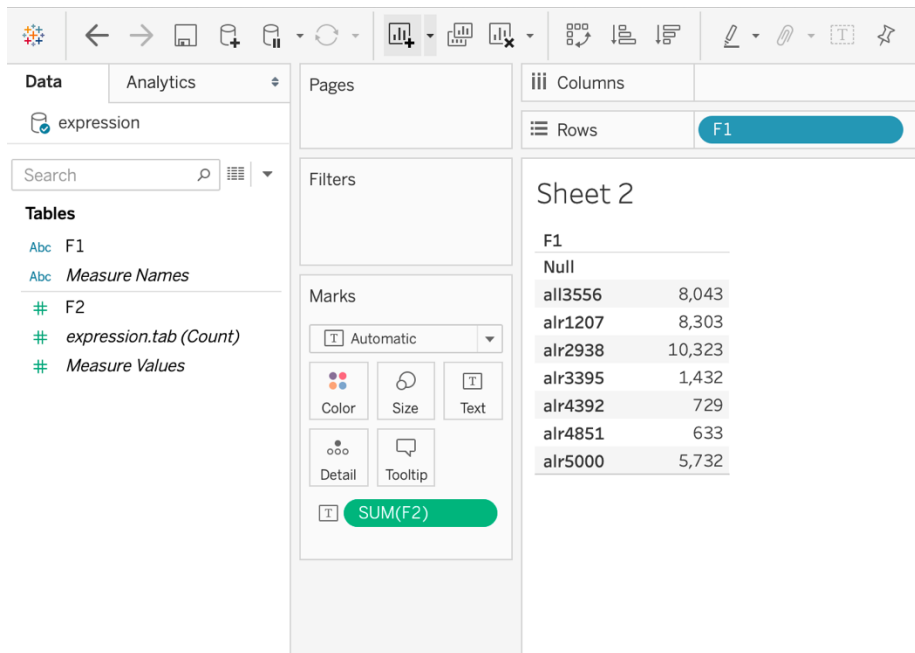 Data
Analytics
expression
Search
Tables
Abc F1
Abc Measure Names
# F2
# expression.tab (Count)
# Measure Values
Pages
Filters
Marks
T Automatic
Color
Size
T
Text
Detail
Tooltip
T SUM(F2)
T
Columns
Rows
F1
Sheet 2
F1
Null
all3556 8,043
alr1207 8,303
alr2938 10,323
alr3395 1,432
alr4392 729
alr4851 633
alr5000 5,732